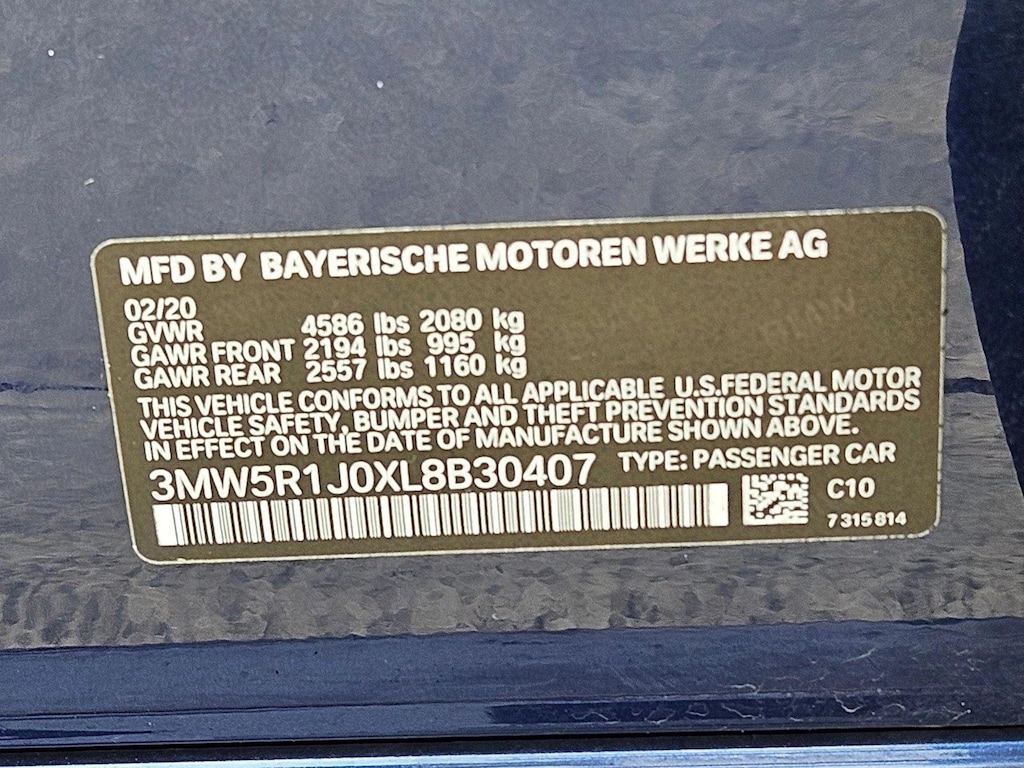 MFD BY BAYERISCHE MOTOREN WERKE AG
02/20
GVWR 4586 lbs 2080 kg
GAWR FRONT 2194 lbs 995 kg
GAWR REAR 2557 lbs 1160 kg
THIS VEHICLE CONFORMS TO ALL APPLICABLE U.S.FEDERAL MOTOR
VEHICLE SAFETY, BUMPER AND THEFT PREVENTION STANDARDS
IN EFFECT ON THE DATE OF MANUFACTURE SHOWN ABOVE.
3MW5R1J0XL8B30407 TYPE: PASSENGER CAR
C10
7 315 814